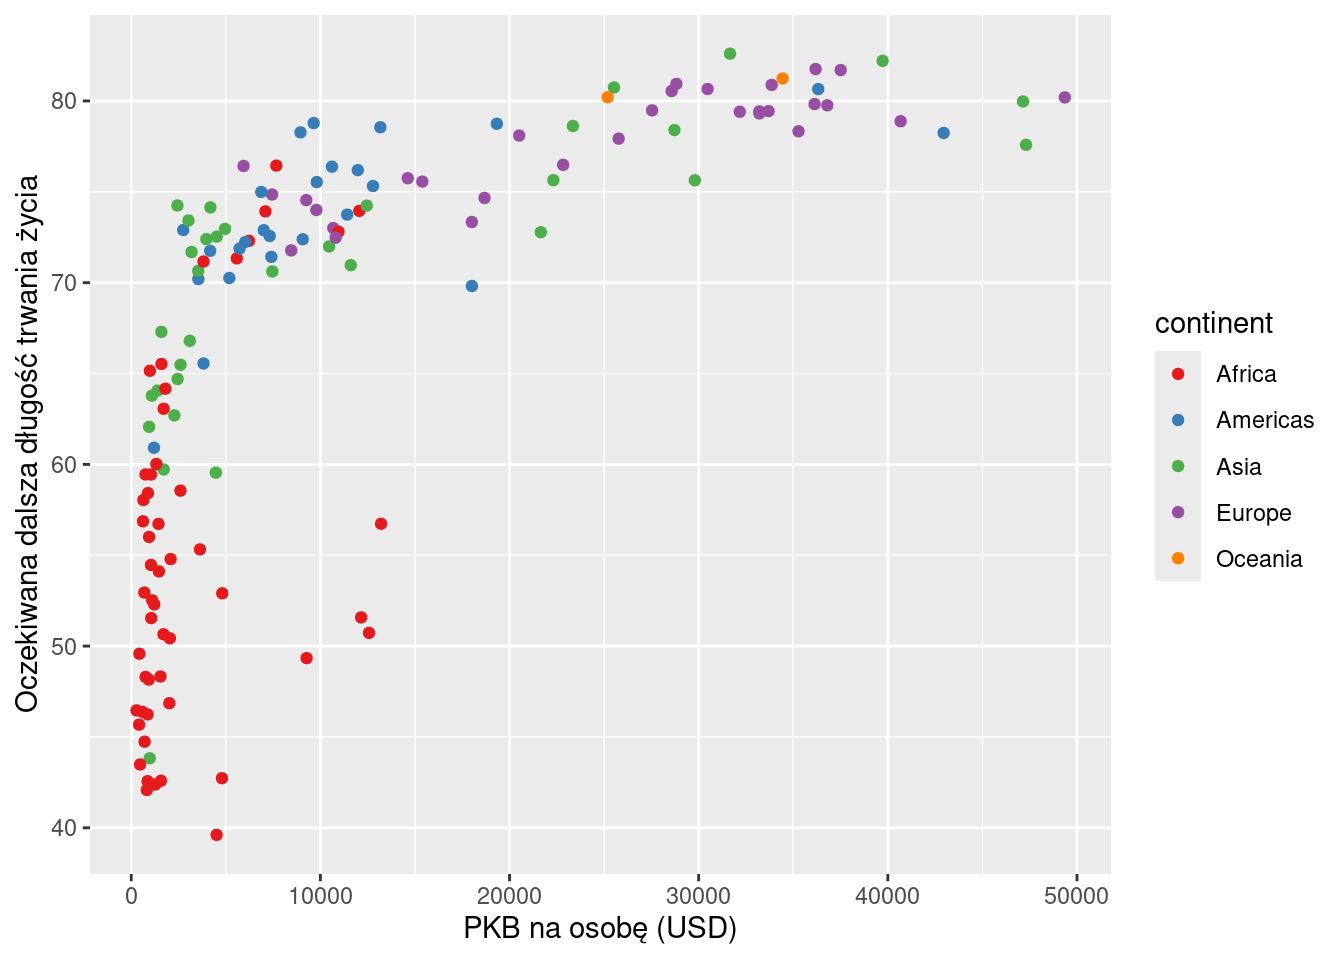 Oczekiwana dalsza długość trwania życia
80
70
60
50
40
0 10000 20000 30000 40000 50000
PKB na osobę (USD)
continent
Africa
Americas
Asia
Europe
Oceania